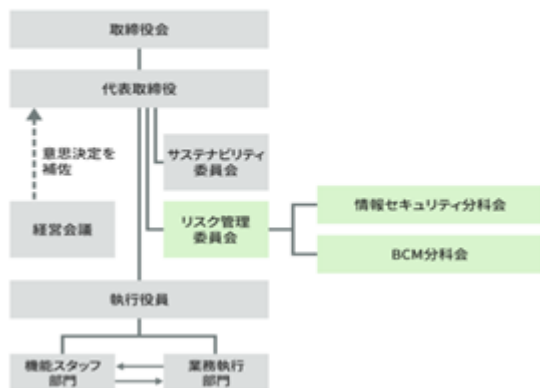 取締役会
代表取締役
意思決定を
補佐
サステナビリティ
委員会
経営会議
リスク管理
委員会
情報セキュリティ分科会
BCM分科会
執行役員
機能スタッフ
部門
業務執行
部門